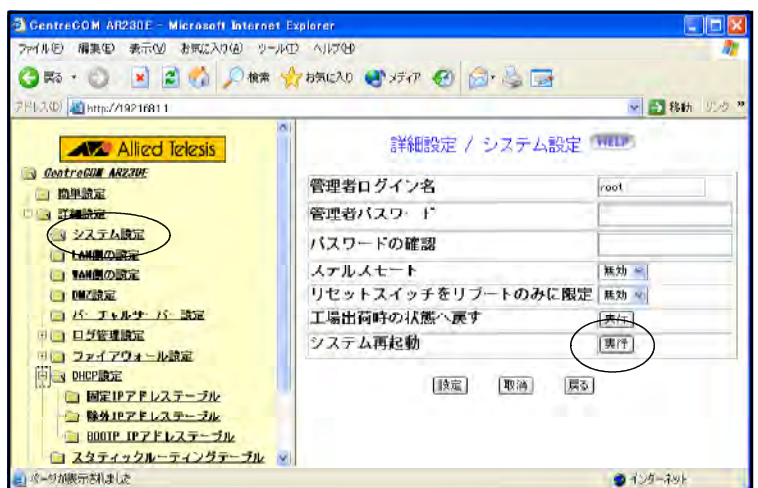 CentreCOM AR230E - Microsoft Internet Explorer
ファイル(F) 編集(E) 表示(V) お気に入り(A) ツール(T) ヘルプ(H)
戻る 検索 お気に入り メディア
アドレス(D) http://192.168.1.1 移動 リンク »
Allied Telesis
CentreCOM AR230E
簡単設定
詳細設定
システム設定
LAN側の設定
WAN側の設定
DMZ設定
バーチャルサーバー設定
ログ管理設定
ファイアウォール設定
DHCP設定
固定IPアドレステーブル
除外IPアドレステーブル
BOOTP IPアドレステーブル
スタティックルーティングテーブル
詳細設定 / システム設定 HELP
管理者ログイン名 root
管理者パスワード
パスワードの確認
ステルスモード 無効
リセットスイッチをリブートのみに限定 無効
工場出荷時の状態へ戻す 実行
システム再起動 実行
設定 取消 戻る
ページが表示されました インターネット